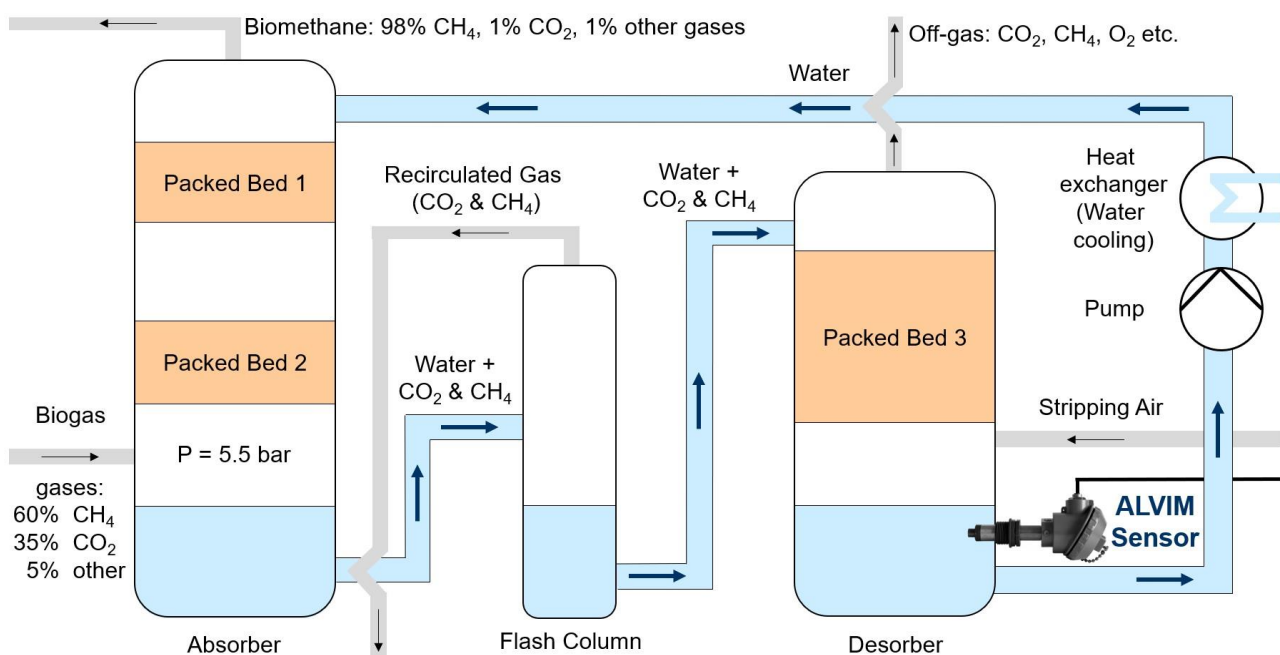 Biomethane: 98% CH₄, 1% CO₂, 1% other gases
Off-gas: CO₂, CH₄, O₂ etc.
Water
Packed Bed 1
Recirculated Gas
(CO₂ & CH₄)
Water +
CO₂ & CH₄
Heat
exchanger
(Water
cooling)
Pump
Packed Bed 2
Water +
CO₂ & CH₄
Packed Bed 3
Biogas
P = 5.5 bar
Stripping Air
gases:
60% CH₄
35% CO₂
5% other
ALVIM
Sensor
Absorber
Flash Column
Desorber